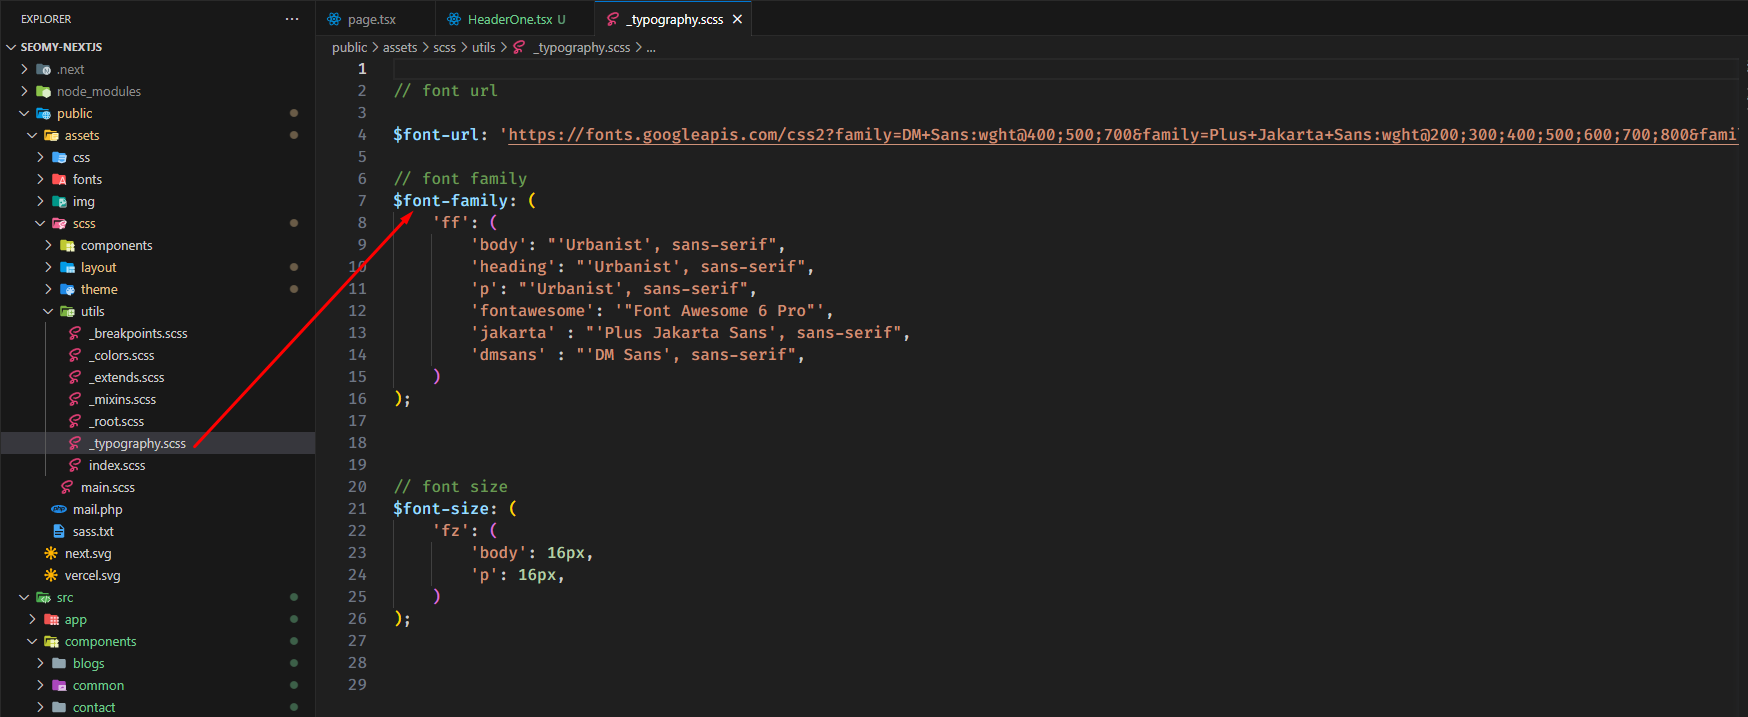 EXPLORER
···
SEOMY-NEXTJS
.next
node_modules
public
assets
css
fonts
img
scss
components
layout
theme
utils
_breakpoints.scss
_colors.scss
_extends.scss
_mixins.scss
_root.scss
_typography.scss
index.scss
main.scss
mail.php
sass.txt
next.svg
vercel.svg
src
app
components
blogs
common
contact
page.tsx
HeaderOne.tsx U
_typography.scss
public > assets > scss > utils > _typography.scss > ...
1
2 // font url
3
4 $font-url: 'https://fonts.googleapis.com/css2?family=DM+Sans:wght@400;500;700&family=Plus+Jakarta+Sans:wght@200;300;400;500;600;700;800&fami
5
6 // font family
7 $font-family: (
8 'ff': (
9 'body': "'Urbanist', sans-serif",
10 'heading': "'Urbanist', sans-serif",
11 'p': "'Urbanist', sans-serif",
12 'fontawesome': '"Font Awesome 6 Pro"',
13 'jakarta' : "'Plus Jakarta Sans', sans-serif",
14 'dmsans' : "'DM Sans', sans-serif",
15 )
16 );
17
18
19
20 // font size
21 $font-size: (
22 'fz': (
23 'body': 16px,
24 'p': 16px,
25 )
26 );
27
28
29